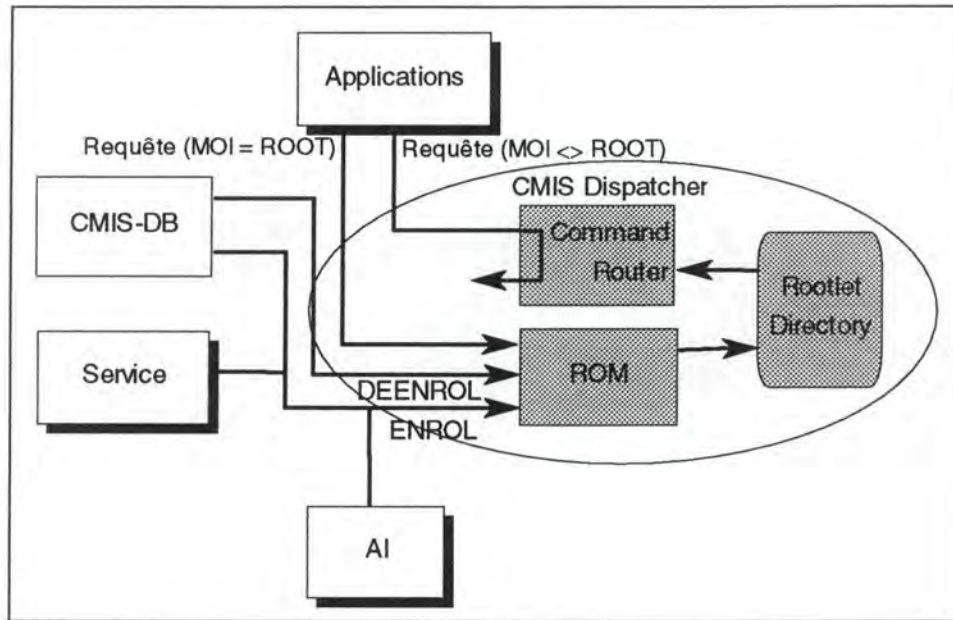 Applications
Requête (MOI = ROOT)
Requête (MOI <> ROOT)
CMIS Dispatcher
CMIS-DB
Command
Router
Rootlet
Directory
Service
ROM
DEENROL
ENROL
AI